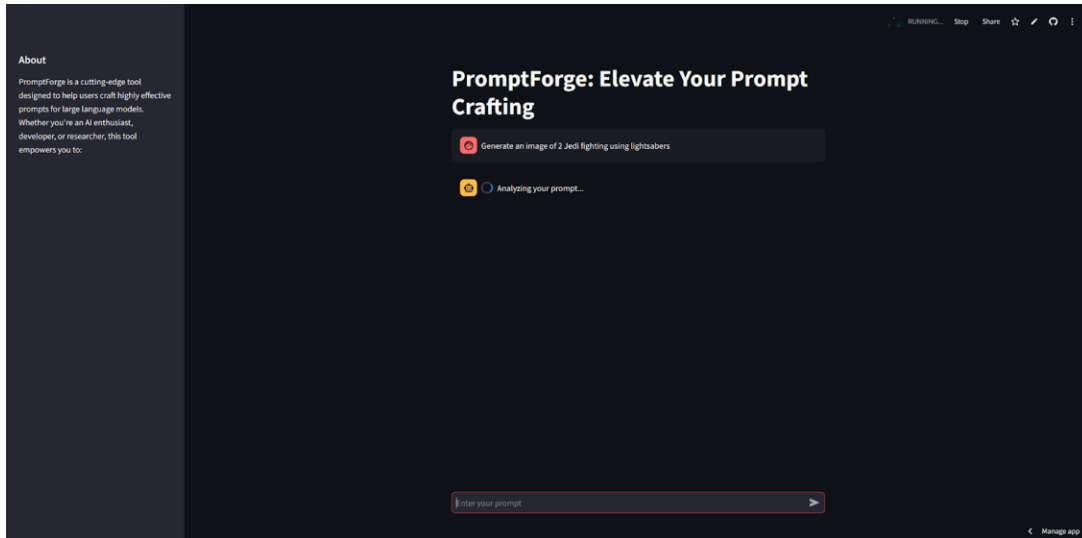 RUNNING... Stop Share
About
PromptForge is a cutting-edge tool
designed to help users craft highly effective
prompts for large language models.
Whether you're an AI enthusiast,
developer, or researcher, this tool
empowers you to:
PromptForge: Elevate Your Prompt
Crafting
Generate an image of 2 Jedi fighting using lightsabers
Analyzing your prompt...
Enter your prompt
Manage app